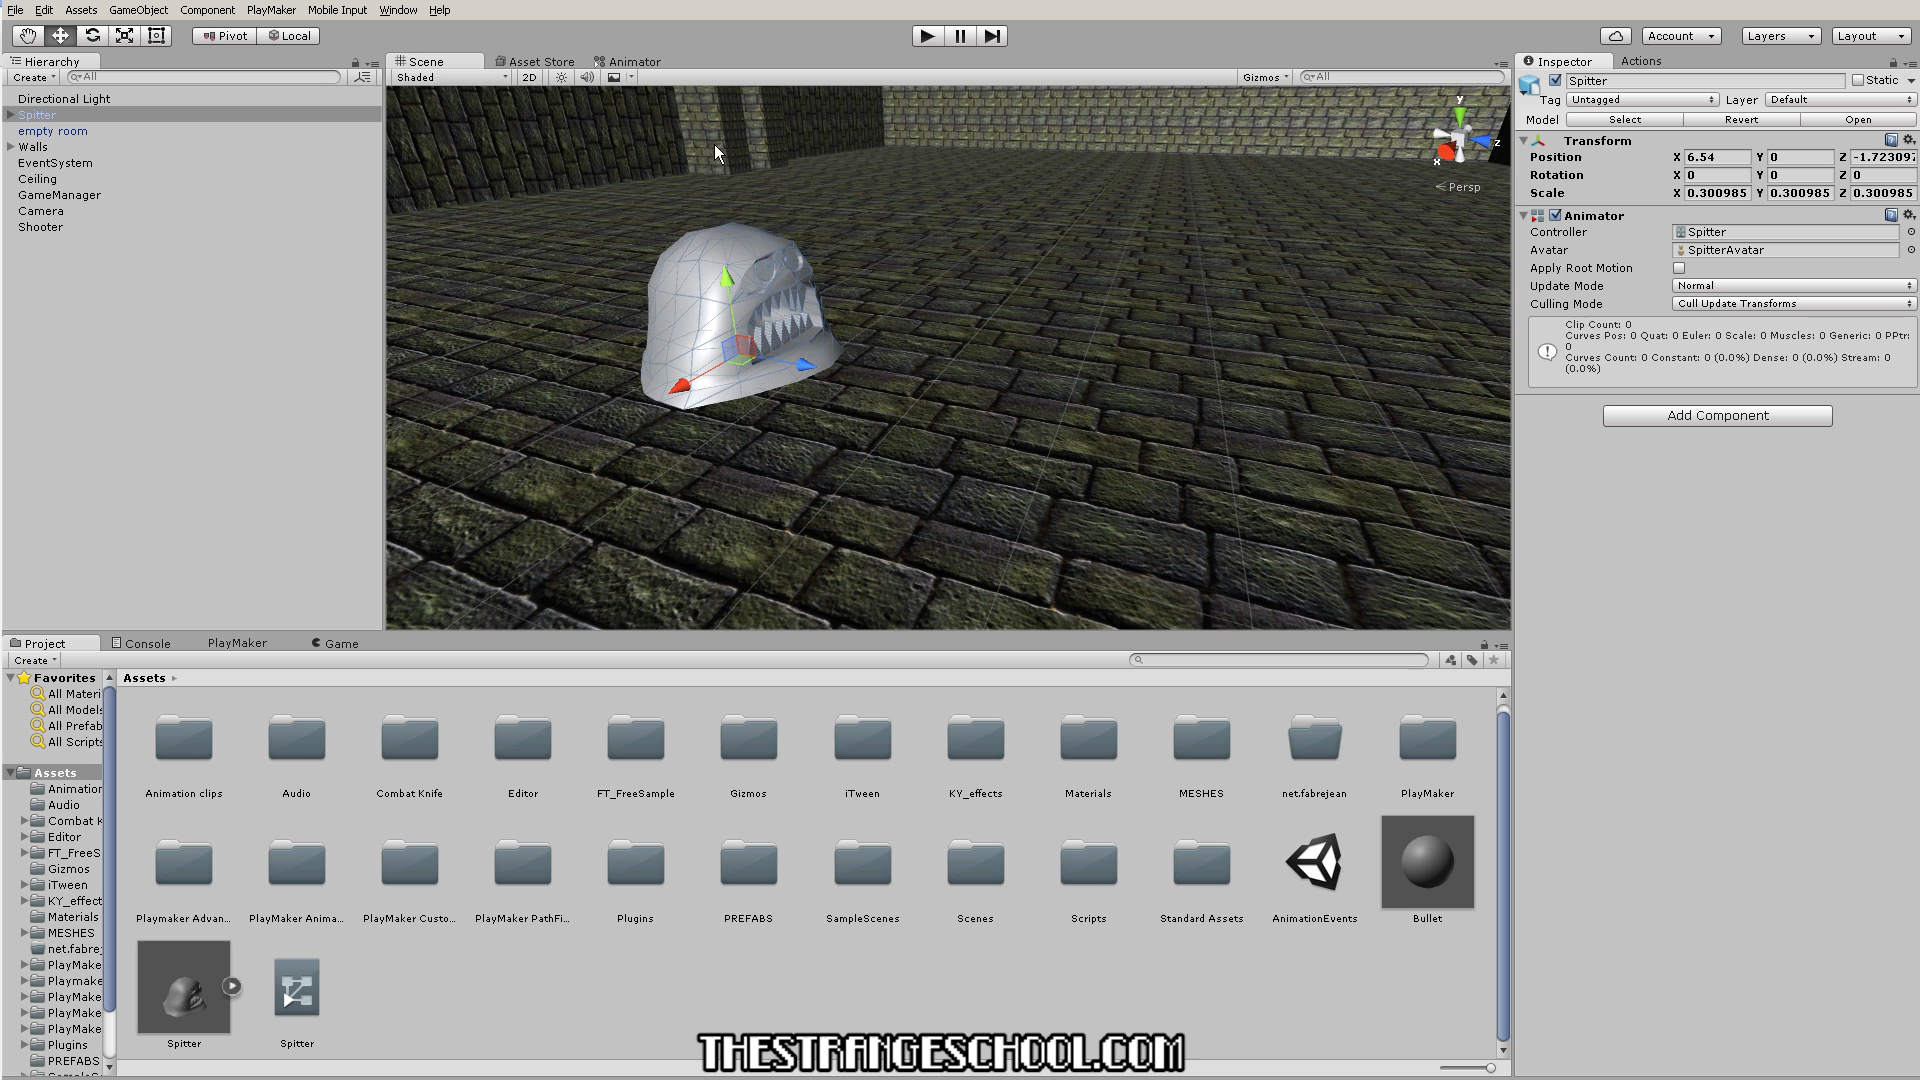 File Edit Assets GameObject Component PlayMaker Mobile Input Window Help
Pivot Local
Account Layers Layout
Hierarchy
Create All
Directional Light
Spitter
empty room
Walls
EventSystem
Ceiling
GameManager
Camera
Shooter
Scene Asset Store Animator
Shaded 2D Gizmos All
y
z
x
Persp
Inspector Actions
Spitter Static
Tag Untagged Layer Default
Model Select Revert Open
Transform
Position X 6.54 Y 0 Z -1.723097
Rotation X 0 Y 0 Z 0
Scale X 0.300985 Y 0.300985 Z 0.300985
Animator
Controller Spitter
Avatar SpitterAvatar
Apply Root Motion
Update Mode Normal
Culling Mode Cull Update Transforms
Clip Count: 0
Curves Pos: 0 Quat: 0 Euler: 0 Scale: 0 Muscles: 0 Generic: 0 PPtr:
0
Curves Count: 0 Constant: 0 (0.0%) Dense: 0 (0.0%) Stream: 0
(0.0%)
Add Component
Project Console PlayMaker Game
Create
Favorites
All Materi
All Models
All Prefab
All Scripts
Assets
Animation
Audio
Combat K
Editor
FT_FreeS
Gizmos
iTween
KY_effect
Materials
MESHES
net.fabrej
PlayMake
Playmake
PlayMake
PlayMake
PlayMake
Plugins
PREFABS
Assets
Animation clips Audio Combat Knife Editor FT_FreeSample Gizmos iTween KY_effects Materials MESHES net.fabrejean PlayMaker
Playmaker Advan... PlayMaker Anima... PlayMaker Custo... PlayMaker PathFi... Plugins PREFABS SampleScenes Scenes Scripts Standard Assets AnimationEvents Bullet
Spitter Spitter
THESTRANGESCHOOL.COM